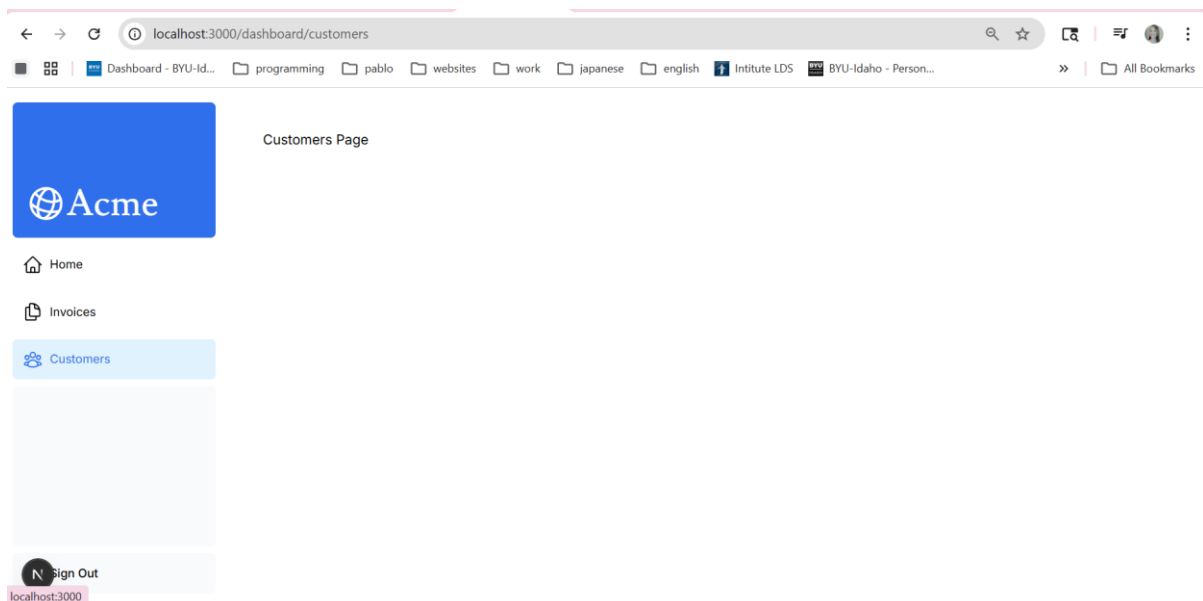 localhost:3000/dashboard/customers
Dashboard - BYU-Id... programming pablo websites work japanese english Intitute LDS BYU-Idaho - Person... » All Bookmarks
Customers Page
Acme
Home
Invoices
Customers
N Sign Out
localhost:3000